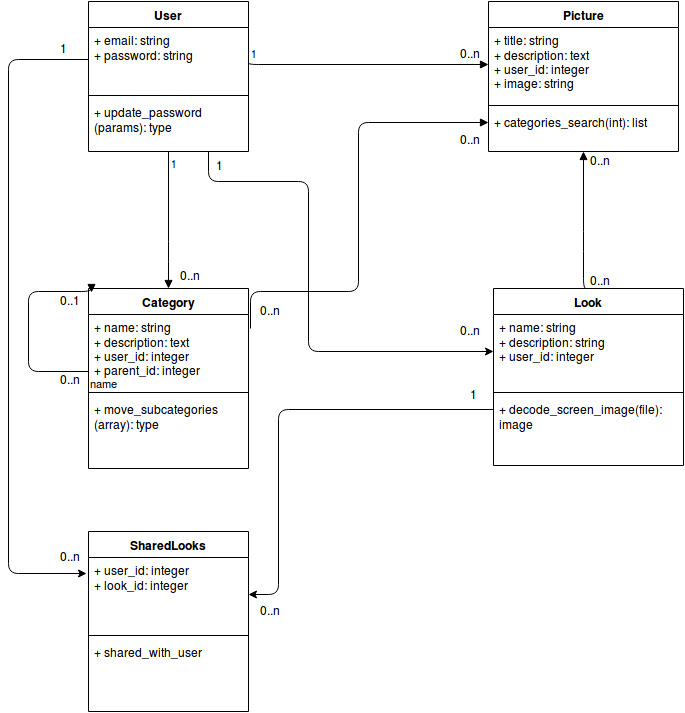 User
+ email: string
+ password: string
+ update_password
(params): type
Picture
+ title: string
+ description: text
+ user_id: integer
+ image: string
+ categories_search(int): list
1
1
0..n
0..n
1
1
0..n
0..n
0..n
0..n
0..1
0..n
0..n
Category
+ name: string
+ description: text
+ user_id: integer
+ parent_id: integer
name
+ move_subcategories
(array): type
Look
+ name: string
+ description: string
+ user_id: integer
+ decode_screen_image(file):
image
1
0..n
0..n
SharedLooks
+ user_id: integer
+ look_id: integer
+ shared_with_user